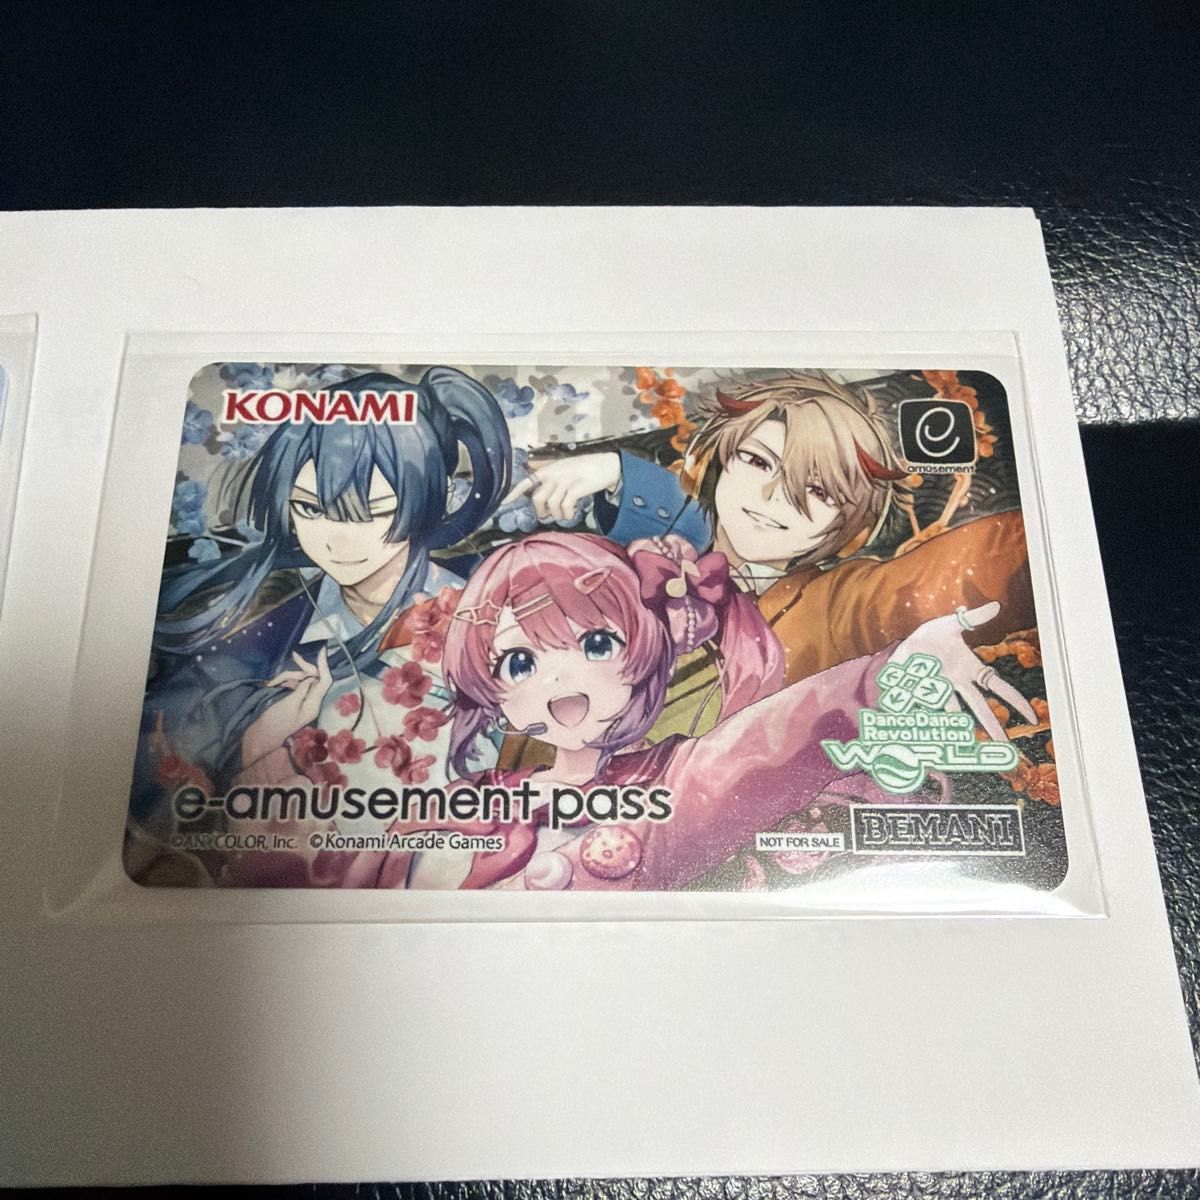 KONAMI
e
amusement
DanceDance
Revolution
WORLD
e-amusement pass
©ANYCOLOR, Inc. ©Konami Arcade Games
NOT FOR SALE
BEMANI